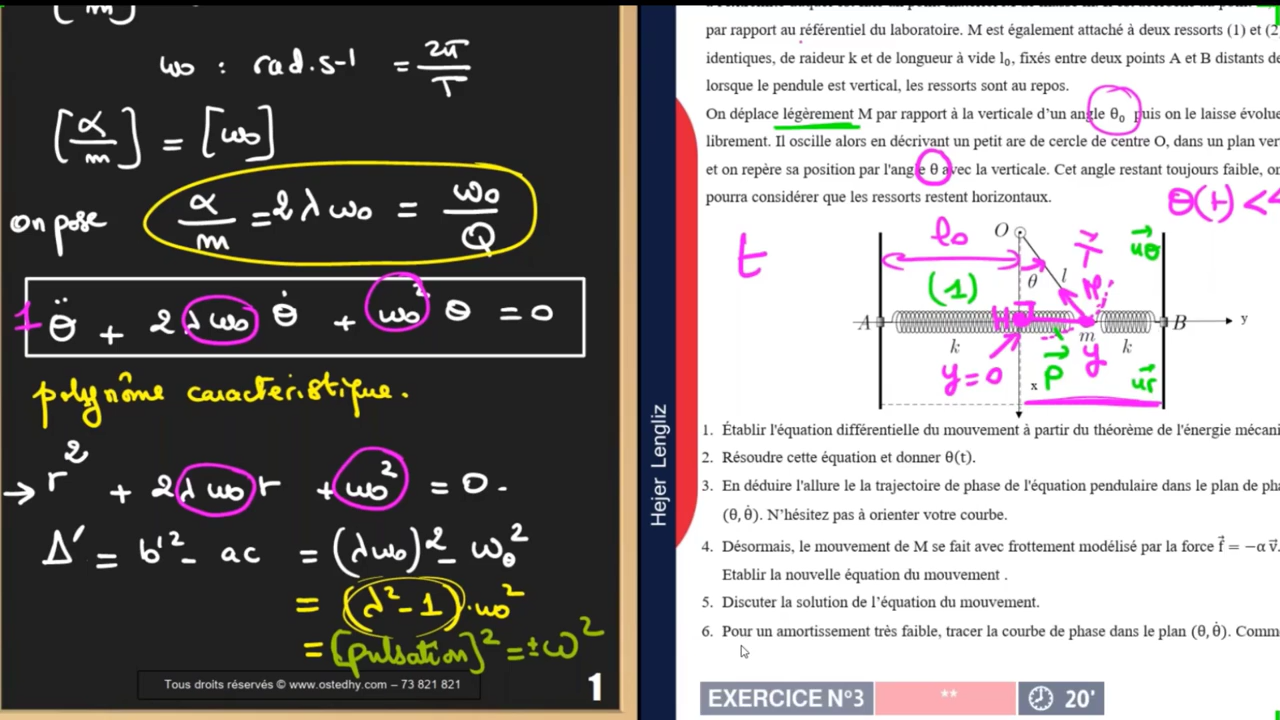 [m]
ω₀ : rad.s-1 = 2π/T
[α/m] = [ω₀]
on pose α/m = 2λω₀ = ω₀/Q
1 θ̈ + 2λω₀ θ̇ + ω₀² θ = 0
polynôme caractéristique.
→ r² + 2λω₀r + ω₀² = 0.
Δ' = b'² - ac = (λω₀)² - ω₀²
= (λ² - 1).ω₀²
= [pulsation]² = ±ω²
Tous droits réservés © www.ostedhy.com – 73 821 821
1
Hejer Lengliz
par rapport au référentiel du laboratoire. M est également attaché à deux ressorts (1) et (2
identiques, de raideur k et de longueur à vide l₀, fixés entre deux points A et B distants de
lorsque le pendule est vertical, les ressorts sont au repos.
On déplace légèrement M par rapport à la verticale d'un angle θ₀ puis on le laisse évolue
librement. Il oscille alors en décrivant un petit are de cercle de centre O, dans un plan ver
et on repère sa position par l'angle θ avec la verticale. Cet angle restant toujours faible, on
pourra considérer que les ressorts restent horizontaux.
θ(t) <<
t
l₀
O
T⃗
u⃗θ
(1)
θ
l
M
H
A
B
y
k
m
k
y=0
x
P⃗
y
u⃗r
1. Établir l'équation différentielle du mouvement à partir du théorème de l'énergie mécani
2. Résoudre cette équation et donner θ(t).
3. En déduire l'allure le la trajectoire de phase de l'équation pendulaire dans le plan de pha
(θ, θ̇). N'hésitez pas à orienter votre courbe.
4. Désormais, le mouvement de M se fait avec frottement modélisé par la force f⃗ = −α v⃗.
Etablir la nouvelle équation du mouvement .
5. Discuter la solution de l'équation du mouvement.
6. Pour un amortissement très faible, tracer la courbe de phase dans le plan (θ, θ̇). Comm
EXERCICE N°3
**
20'